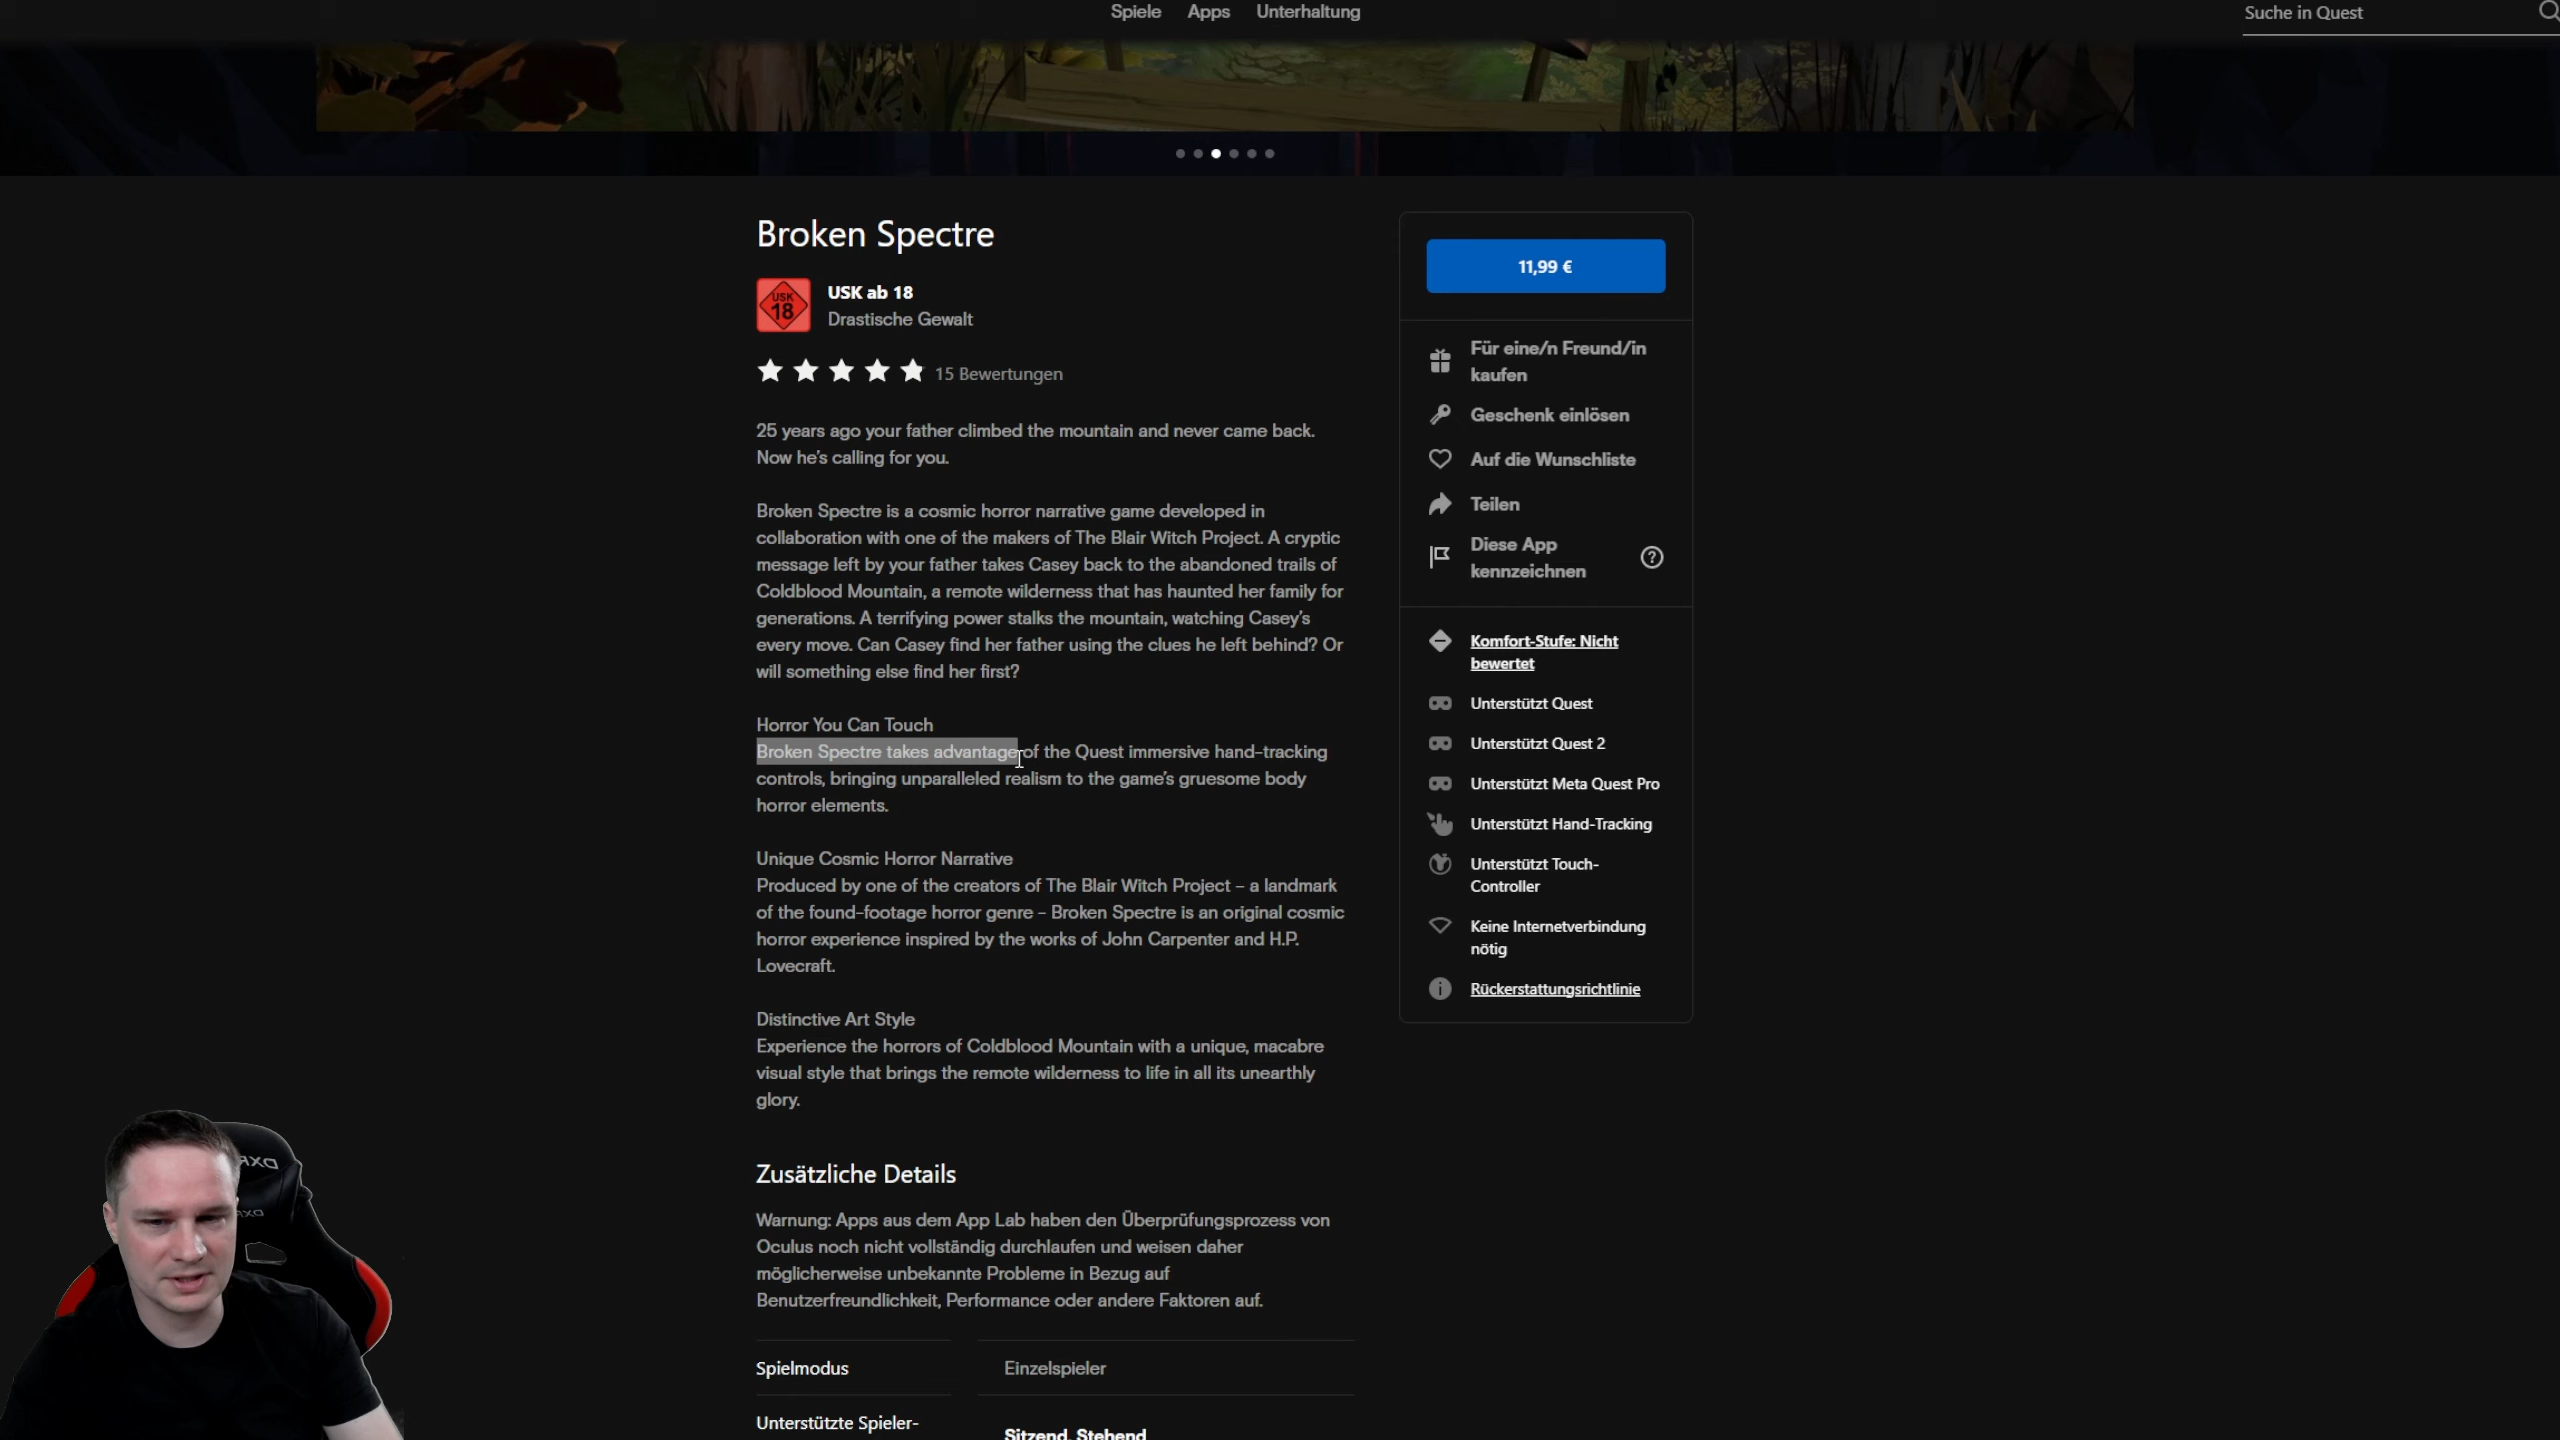 Spiele Apps Unterhaltung
Suche in Quest
Broken Spectre
USK
18
USK ab 18
Drastische Gewalt
15 Bewertungen
25 years ago your father climbed the mountain and never came back.
Now he's calling for you.
Broken Spectre is a cosmic horror narrative game developed in
collaboration with one of the makers of The Blair Witch Project. A cryptic
message left by your father takes Casey back to the abandoned trails of
Coldblood Mountain, a remote wilderness that has haunted her family for
generations. A terrifying power stalks the mountain, watching Casey's
every move. Can Casey find her father using the clues he left behind? Or
will something else find her first?
Horror You Can Touch
Broken Spectre takes advantage of the Quest immersive hand-tracking
controls, bringing unparalleled realism to the game's gruesome body
horror elements.
Unique Cosmic Horror Narrative
Produced by one of the creators of The Blair Witch Project – a landmark
of the found-footage horror genre – Broken Spectre is an original cosmic
horror experience inspired by the works of John Carpenter and H.P.
Lovecraft.
Distinctive Art Style
Experience the horrors of Coldblood Mountain with a unique, macabre
visual style that brings the remote wilderness to life in all its unearthly
glory.
Zusätzliche Details
Warnung: Apps aus dem App Lab haben den Überprüfungsprozess von
Oculus noch nicht vollständig durchlaufen und weisen daher
möglicherweise unbekannte Probleme in Bezug auf
Benutzerfreundlichkeit, Performance oder andere Faktoren auf.
Spielmodus Einzelspieler
Unterstützte Spieler-
Sitzend, Stehend
11,99 €
Für eine/n Freund/in
kaufen
Geschenk einlösen
Auf die Wunschliste
Teilen
Diese App
kennzeichnen
Komfort-Stufe: Nicht
bewertet
Unterstützt Quest
Unterstützt Quest 2
Unterstützt Meta Quest Pro
Unterstützt Hand-Tracking
Unterstützt Touch-
Controller
Keine Internetverbindung
nötig
Rückerstattungsrichtlinie